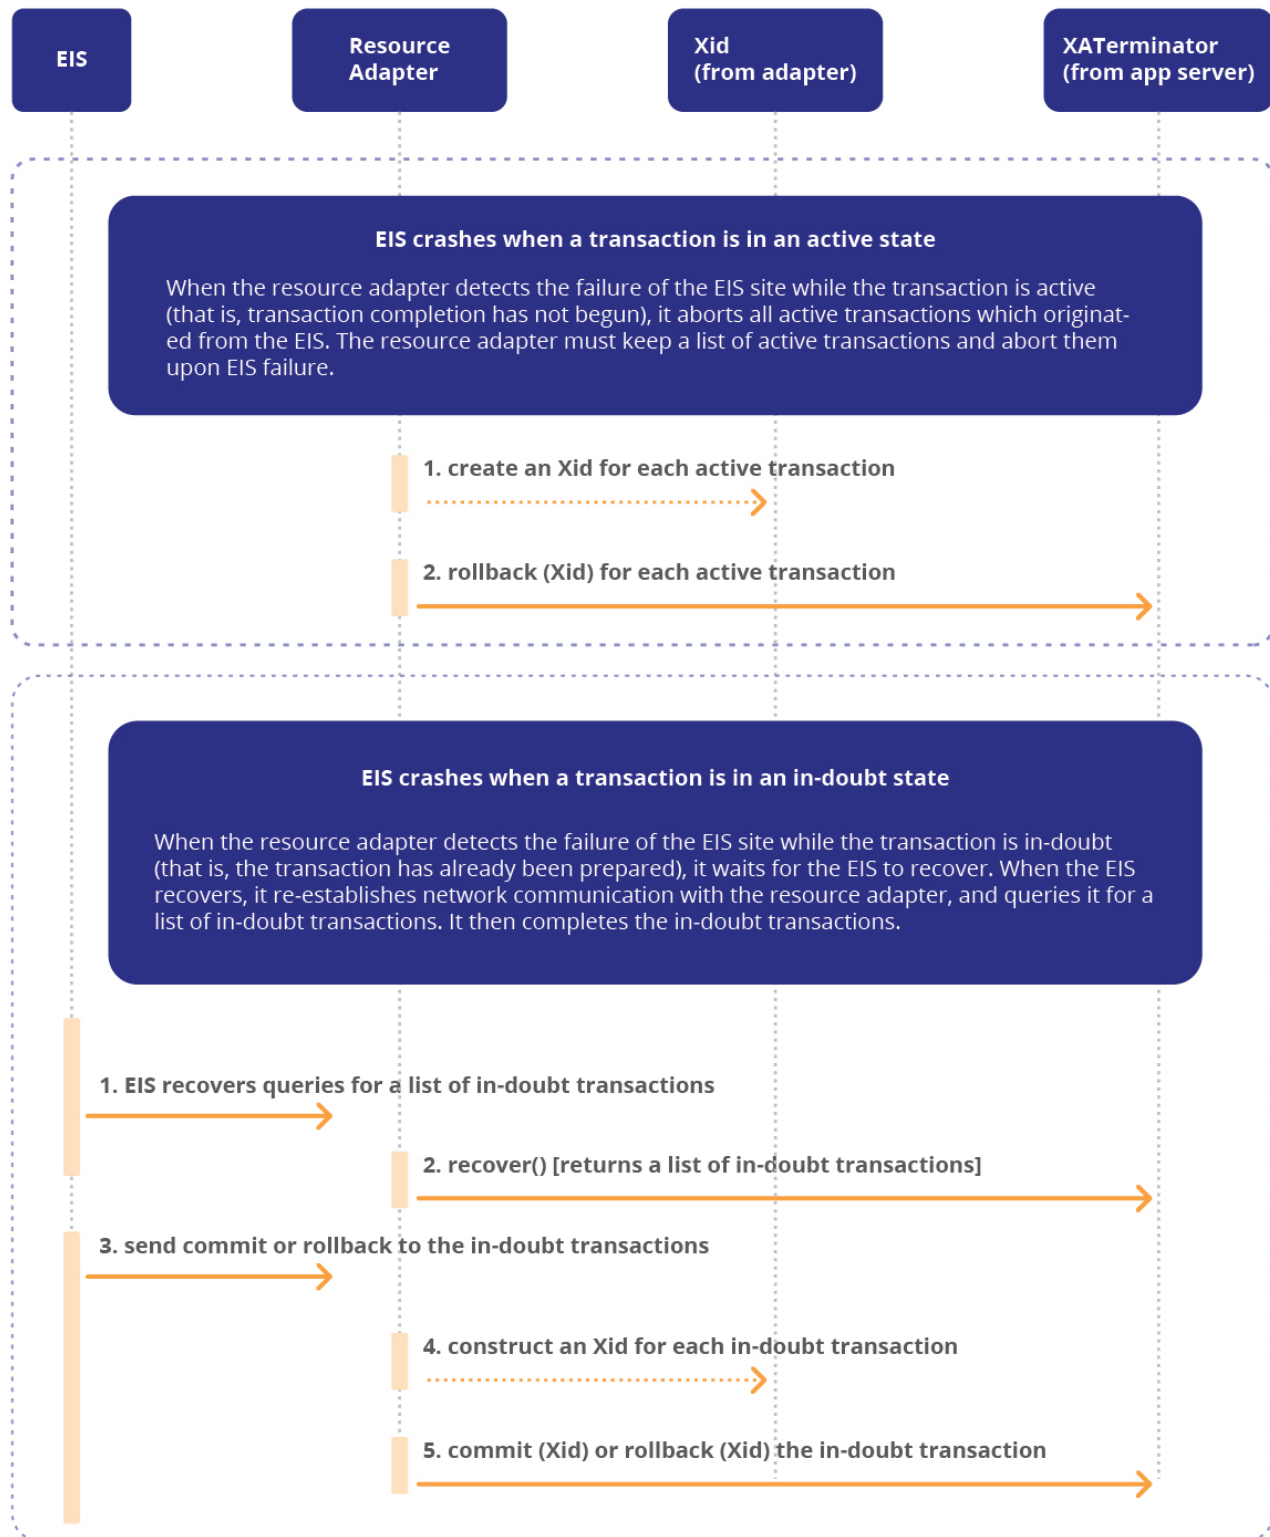 EIS
Resource
Adapter
Xid
(from adapter)
XATerminator
(from app server)
EIS crashes when a transaction is in an active state
When the resource adapter detects the failure of the EIS site while the transaction is active
(that is, transaction completion has not begun), it aborts all active transactions which originat-
ed from the EIS. The resource adapter must keep a list of active transactions and abort them
upon EIS failure.
1. create an Xid for each active transaction
2. rollback (Xid) for each active transaction
EIS crashes when a transaction is in an in-doubt state
When the resource adapter detects the failure of the EIS site while the transaction is in-doubt
(that is, the transaction has already been prepared), it waits for the EIS to recover. When the EIS
recovers, it re-establishes network communication with the resource adapter, and queries it for a
list of in-doubt transactions. It then completes the in-doubt transactions.
1. EIS recovers queries for a list of in-doubt transactions
2. recover() [returns a list of in-doubt transactions]
3. send commit or rollback to the in-doubt transactions
4. construct an Xid for each in-doubt transaction
5. commit (Xid) or rollback (Xid) the in-doubt transaction